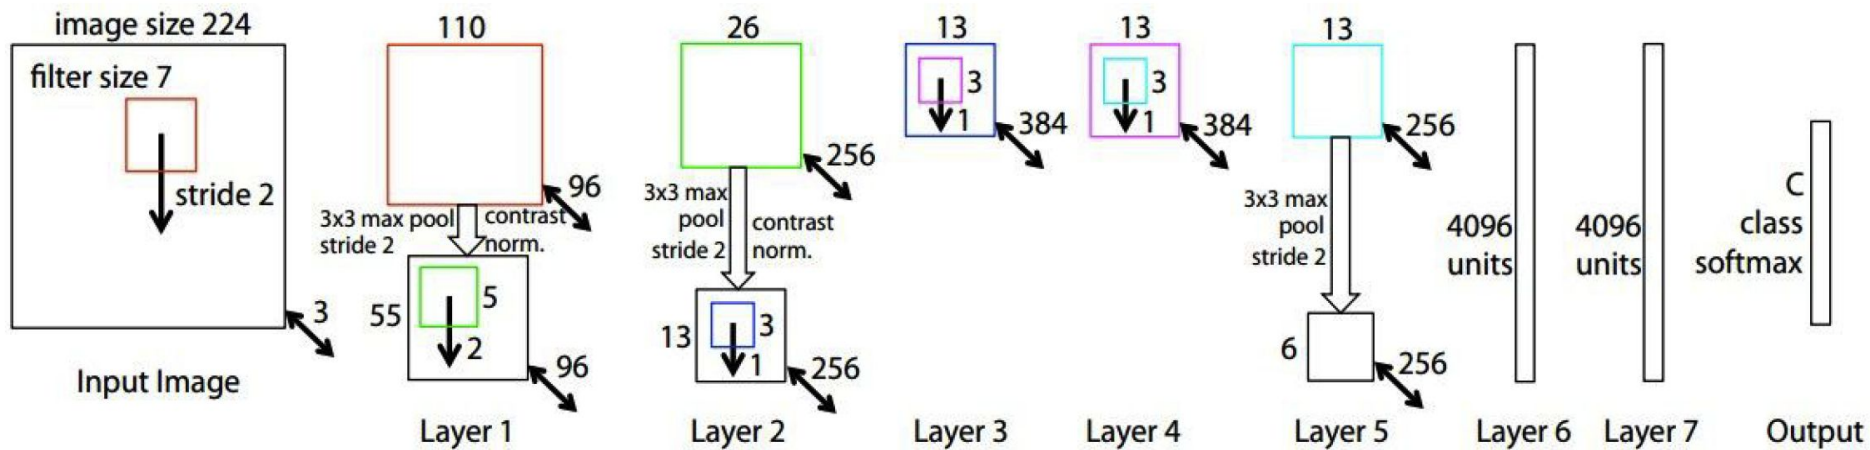 image size 224
filter size 7
stride 2
3
Input Image
110
96
3x3 max pool
stride 2
contrast
norm.
55
5
2
96
Layer 1
26
256
3x3 max
pool
stride 2
contrast
norm.
13
3
1
256
Layer 2
13
3
1
384
Layer 3
13
3
1
384
Layer 4
13
256
3x3 max
pool
stride 2
6
256
Layer 5
4096
units
Layer 6
4096
units
Layer 7
C
class
softmax
Output